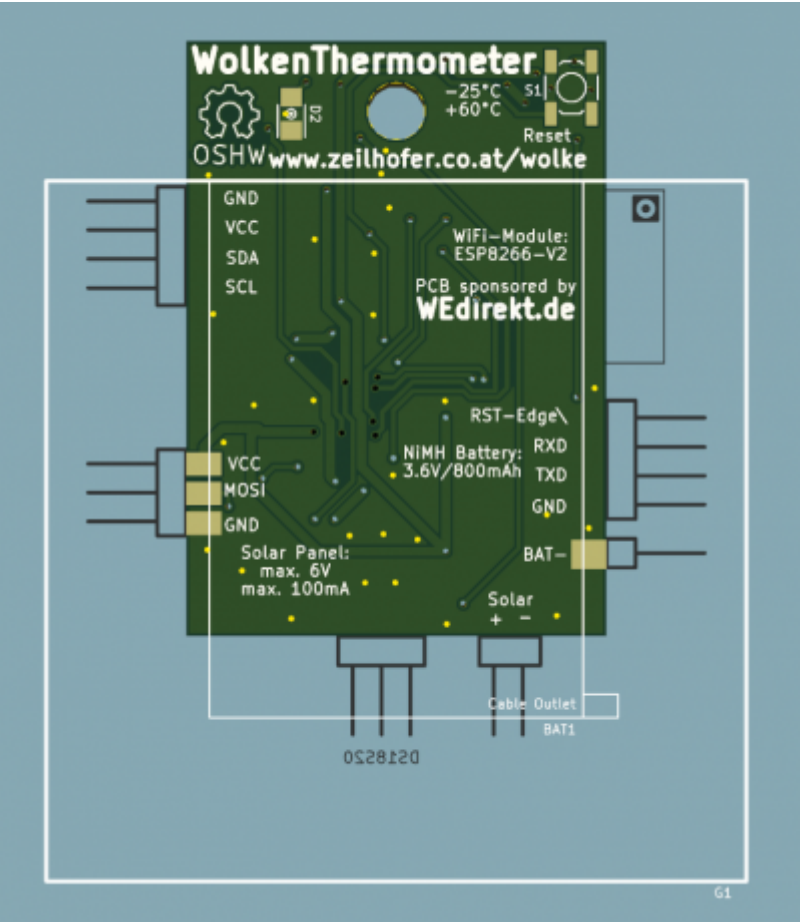 WolkenThermometer
-25°C
+60°C
S1
D2
Reset
OSHW
www.zeilhofer.co.at/wolke
GND
VCC
SDA
SCL
WiFi-Module:
ESP8266-V2
PCB sponsored by
WEdirekt.de
RST-Edge\
RXD
TXD
GND
BAT-
NiMH Battery:
3.6V/800mAh
VCC
MOSI
GND
Solar Panel:
max. 6V
max. 100mA
Solar
+ -
Cable Outlet
BAT1
DS18S20
G1